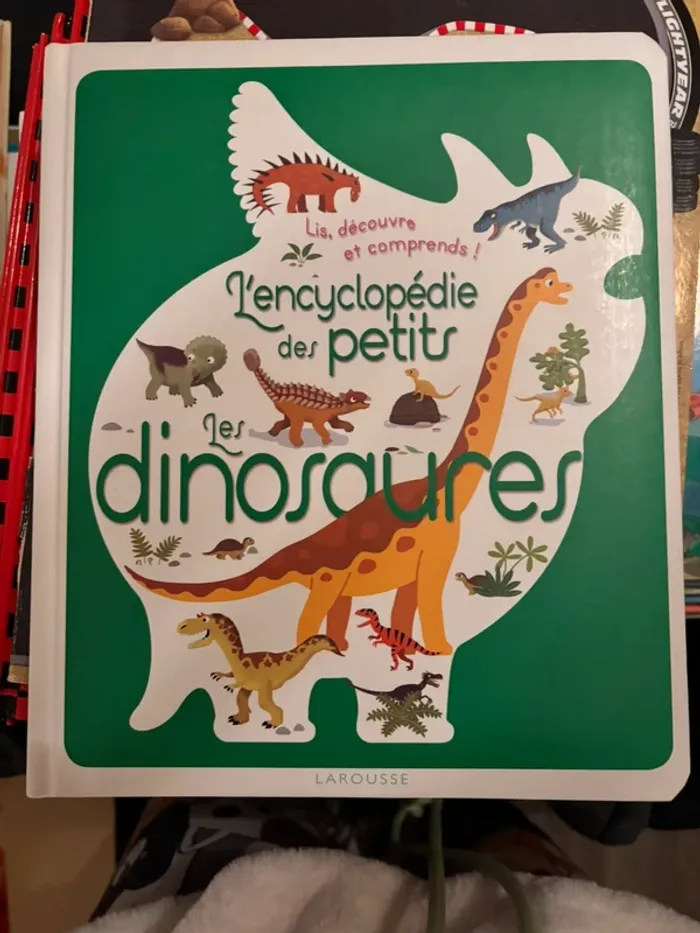 LIGHTYEAR
Lis, découvre
et comprends !
L'encyclopédie
des petits
Les
dinosaures
LAROUSSE